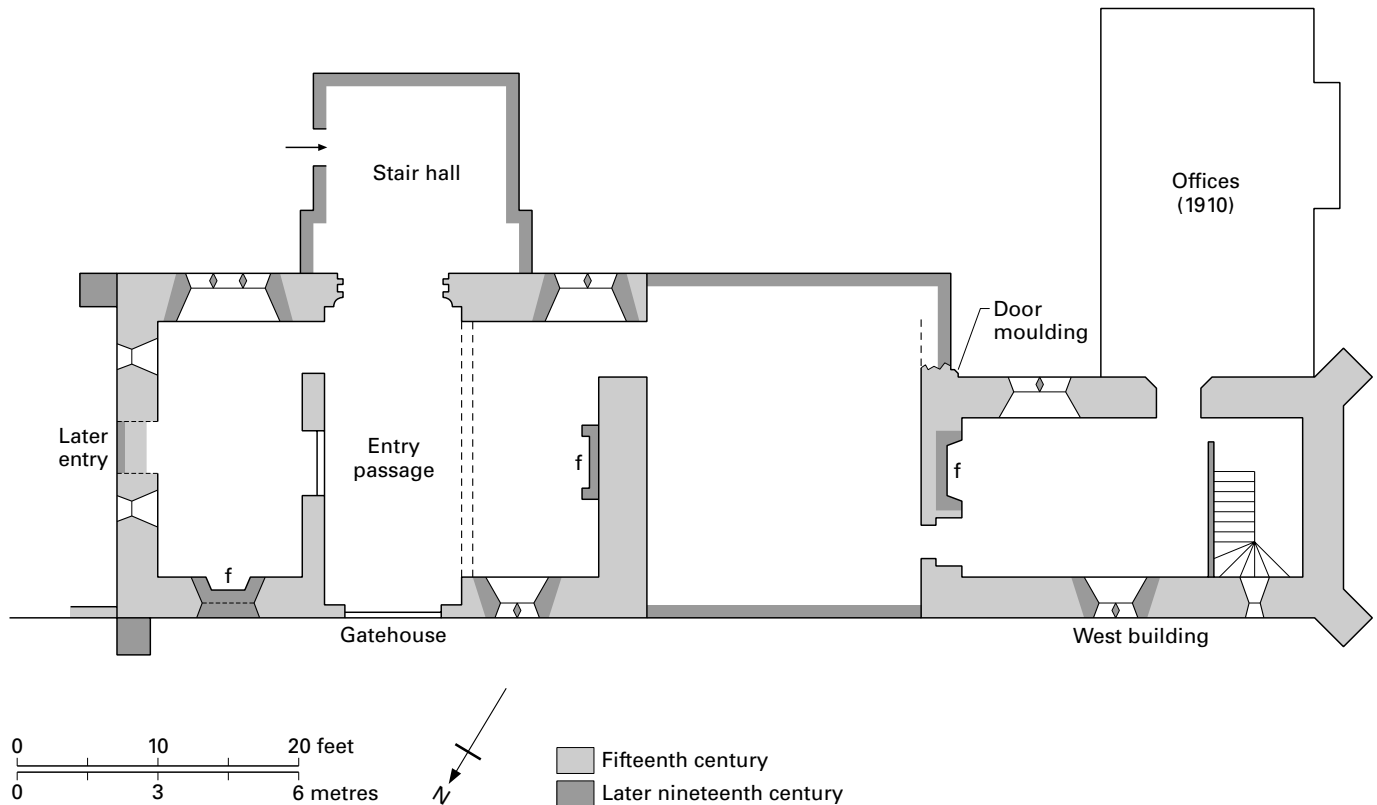 Stair hall
Offices
(1910)
Door
moulding
Later
entry
Entry
passage
f
f
f
Gatehouse
West building
0 10 20 feet
0 3 6 metres
N
Fifteenth century
Later nineteenth century